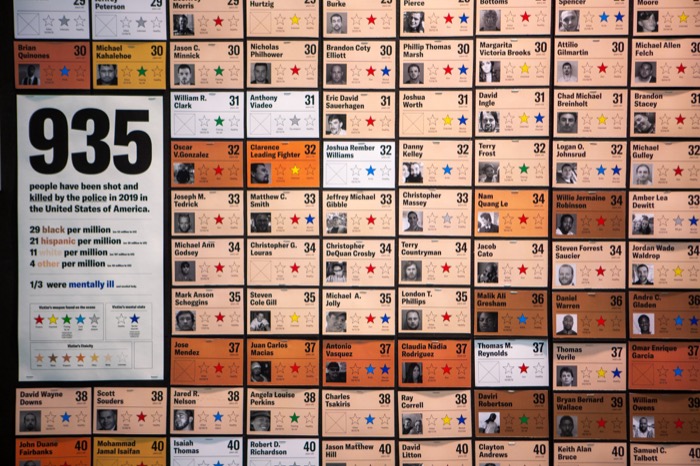 29
Peterson
29
Morris
30
Hurtzig
30
Burke
Pierce
Bottoms
Spencer
Moore
Brian Quinones 30
Michael Kahalehoe 30
Jason C. Minnick 30
Nicholas Philhower 30
Brandon Coty Elliott 30
Phillip Thomas Marsh 30
Margarita Victoria Brooks 30
Attilio Gilmartin 30
Michael Allen Felch
William R. Clark 31
Anthony Viadeo 31
Eric David Sauerhagen 31
Joshua Worth 31
David Ingle 31
Chad Michael Breinholt 31
Brandon Stacey
935
people have been shot and
killed by the police in 2019 in
the United States of America.
29 black per million
21 hispanic per million
11 white per million
4 other per million
1/3 were mentally ill
Oscar V.Gonzalez 32
Clarence Leading Fighter 32
Joshua Rember Williams 32
Danny Kelley 32
Terry Frost 32
Logan O. Johnsrud 32
Michael Gulley 32
Joseph M. Tedrick 33
Matthew C. Smith 33
Jeffrey Michael Gibble 33
Christopher Massey 33
Nam Quang Le 34
Willie Jermaine Robinson 34
Amber Lea Dewitt
Michael Ann Godsey 34
Christopher G. Louras 34
Christopher DeQuan Crosby 34
Terry Countryman 34
Jacob Cato 34
Steven Forrest Saucier 34
Jordan Wade Waldrop
Mark Anson Scheggins 35
Steven Cole Gill 35
Michael A. Jolly 35
London T. Phillips 35
Malik Ali Gresham 36
Daniel Warren 36
Andre C. Gladen
Jose Mendez 37
Juan Carlos Macias 37
Antonio Vasquez 37
Claudia Nadia Rodriguez 37
Thomas M. Reynolds 37
Thomas Verile 37
Omar Enrique Garcia
David Wayne Downs 38
Scott Souders 38
Jared R. Nelson 38
Angela Louise Perkins 38
Charles Tsakiris 38
Ray Correll 38
Daviri Robertson 39
Bryan Bernard Wallace 39
William Owens
John Duane Fairbanks 40
Mohammad Jamal Isaifan 40
Isaiah Thomas 40
Robert D. Richardson 40
Jason Matthew Hill 40
David Litton 40
Clayton Andrews 40
Keith Alan Bruce 40
Samuel C. Talbott